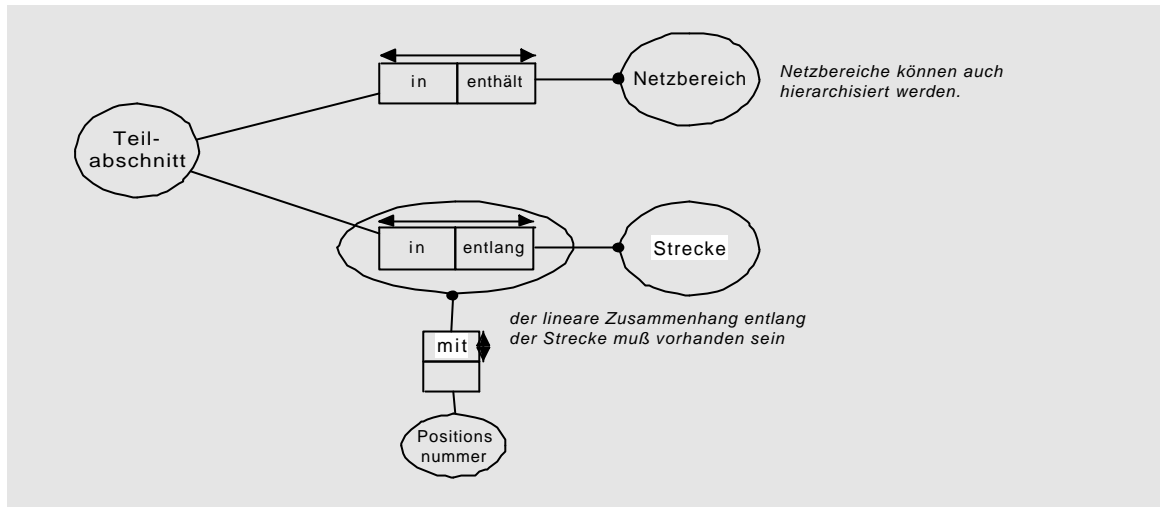 in enthält
Netzbereich
Netzbereiche können auch
hierarchisiert werden.
Teil-
abschnitt
in entlang
Strecke
der lineare Zusammenhang entlang
der Strecke muß vorhanden sein
mit
Positions
nummer